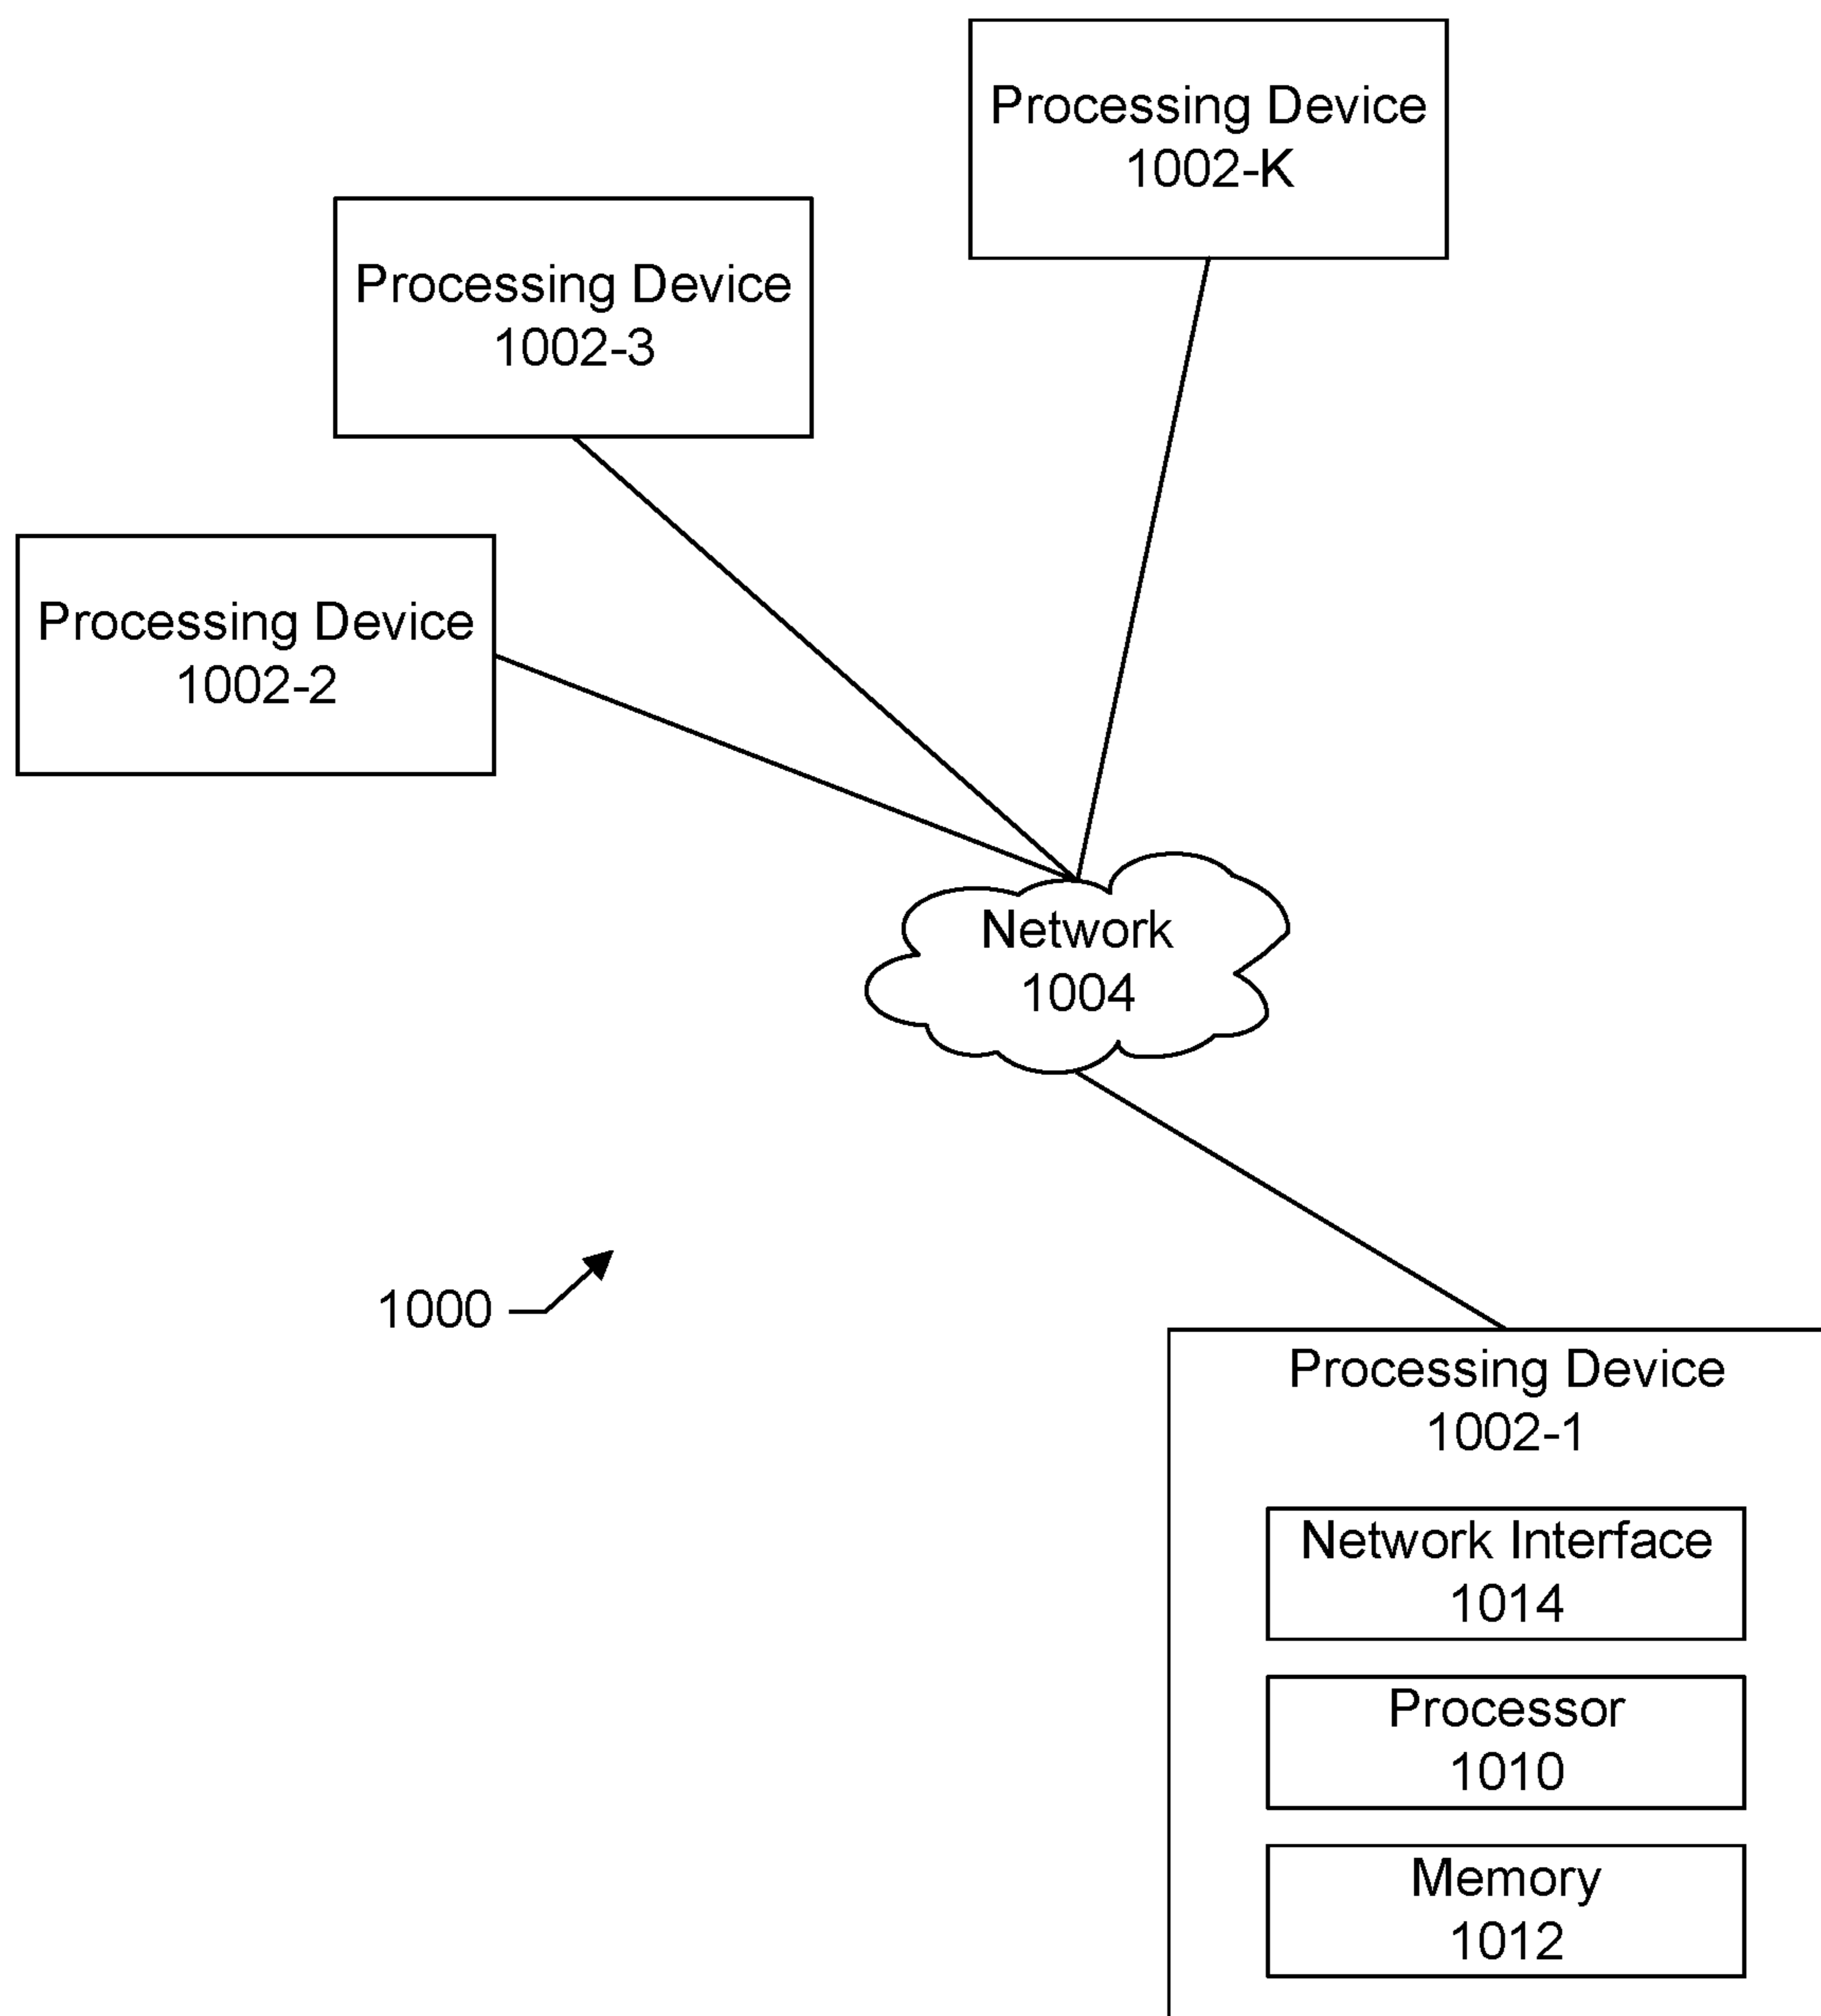 Processing Device
1002-K
Processing Device
1002-3
Processing Device
1002-2
Network
1004
1000
Processing Device
1002-1
Network Interface
1014
Processor
1010
Memory
1012